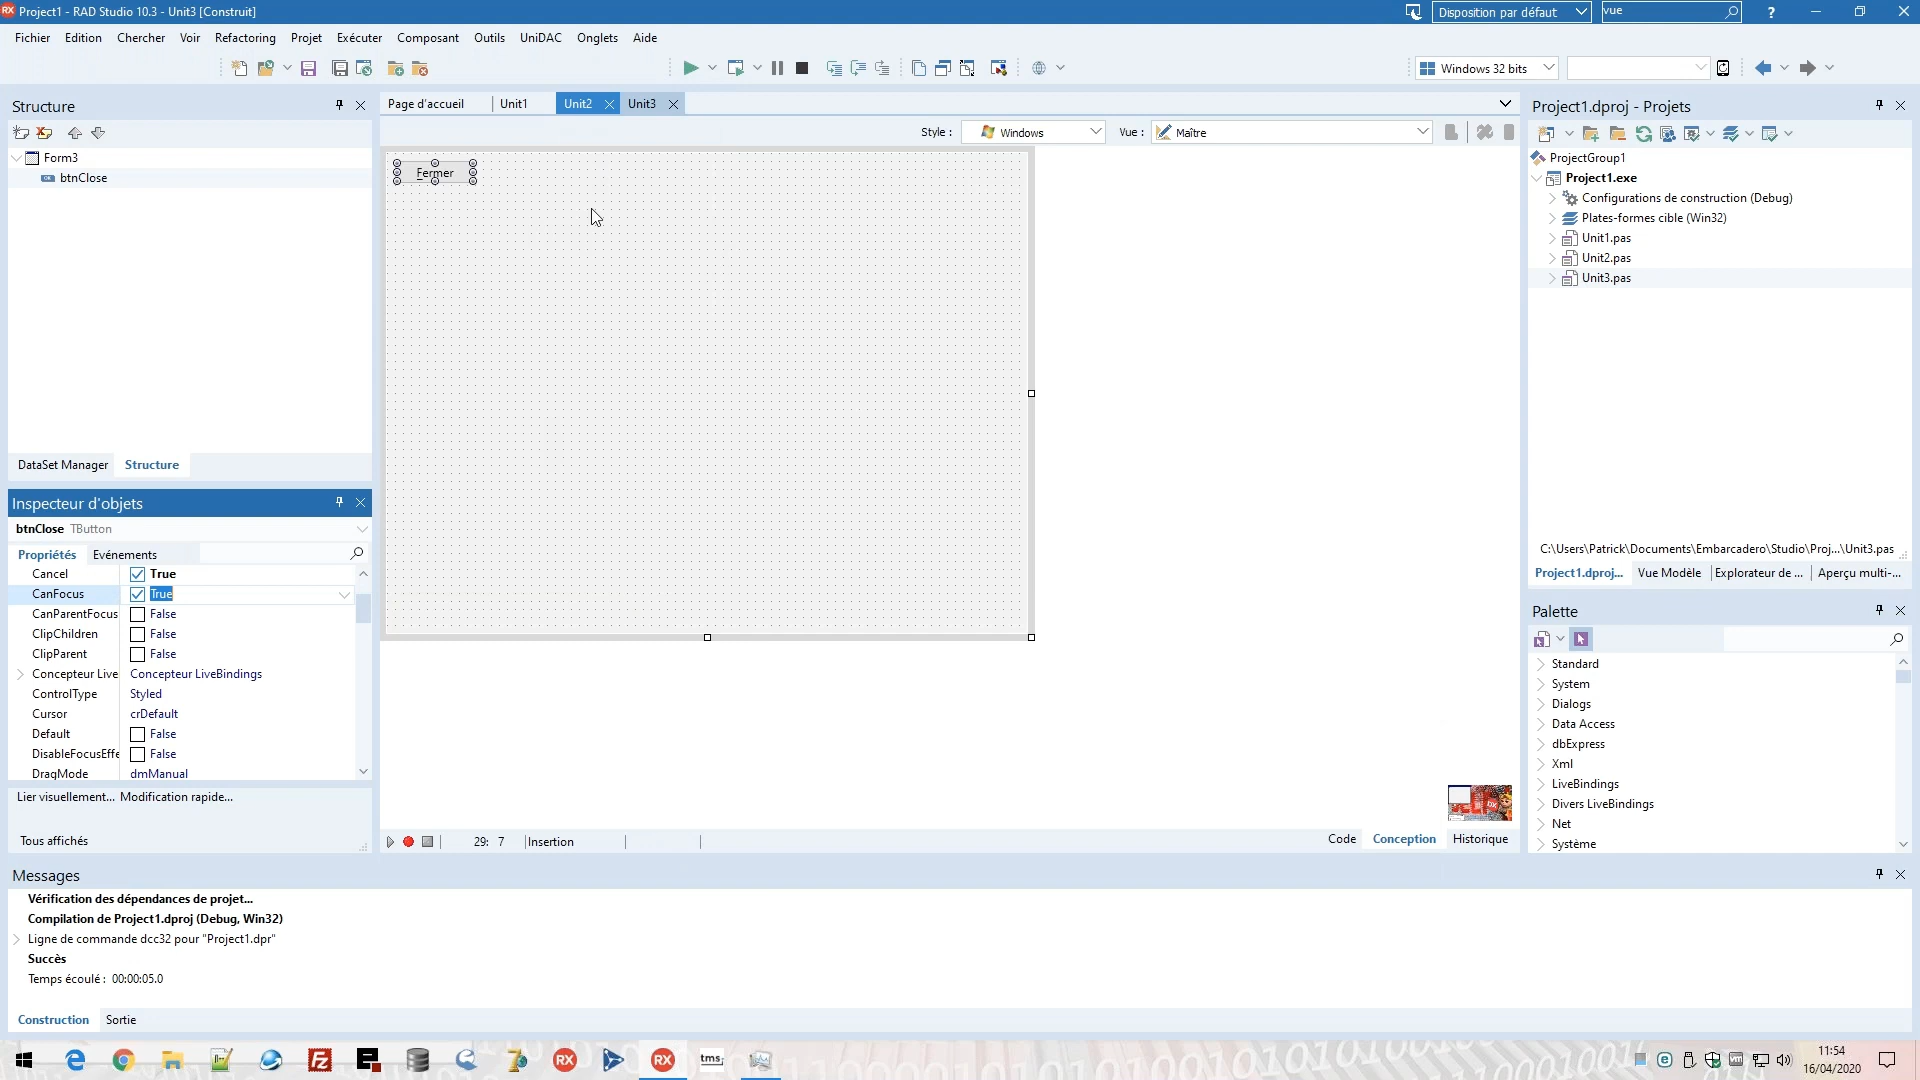 Project1 - RAD Studio 10.3 - Unit3 [Construit]
Disposition par défaut
vue
?
Fichier Edition Chercher Voir Refactoring Projet Exécuter Composant Outils UniDAC Onglets Aide
Windows 32 bits
Structure
Page d'accueil Unit1 Unit2 Unit3
Project1.dproj - Projets
Style : Windows Vue : Maître
Form3
btnClose
Fermer
ProjectGroup1
Project1.exe
Configurations de construction (Debug)
Plates-formes cible (Win32)
Unit1.pas
Unit2.pas
Unit3.pas
DataSet Manager Structure
Inspecteur d'objets
btnClose TButton
Propriétés Evénements
Cancel True
CanFocus True
CanParentFocus False
ClipChildren False
ClipParent False
Concepteur Live Concepteur LiveBindings
ControlType Styled
Cursor crDefault
Default False
DisableFocusEffe False
DragMode dmManual
Lier visuellement... Modification rapide...
Tous affichés
C:\Users\Patrick\Documents\Embarcadero\Studio\Proj...\Unit3.pas
Project1.dproj... Vue Modèle Explorateur de ... Aperçu multi-...
Palette
Standard
System
Dialogs
Data Access
dbExpress
Xml
LiveBindings
Divers LiveBindings
Net
Système
29: 7 Insertion
Code Conception Historique
Messages
Vérification des dépendances de projet...
Compilation de Project1.dproj (Debug, Win32)
Ligne de commande dcc32 pour "Project1.dpr"
Succès
Temps écoulé : 00:00:05.0
Construction Sortie
RX
RX
tms
11:54
16/04/2020